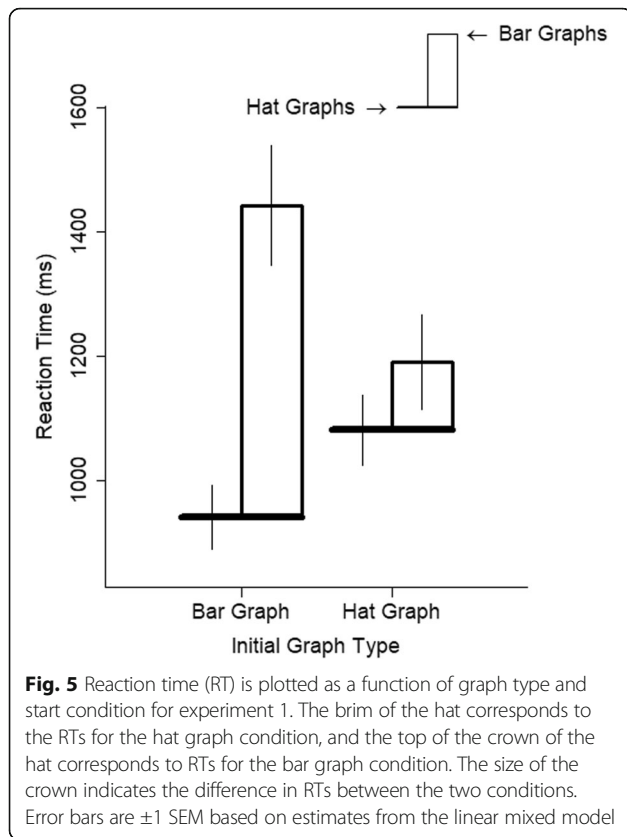 ← Bar Graphs
Hat Graphs →
1600
1400
1200
1000
Reaction Time (ms)
Bar Graph
Hat Graph
Initial Graph Type
Fig. 5 Reaction time (RT) is plotted as a function of graph type and
start condition for experiment 1. The brim of the hat corresponds to
the RTs for the hat graph condition, and the top of the crown of the
hat corresponds to RTs for the bar graph condition. The size of the
crown indicates the difference in RTs between the two conditions.
Error bars are ±1 SEM based on estimates from the linear mixed model